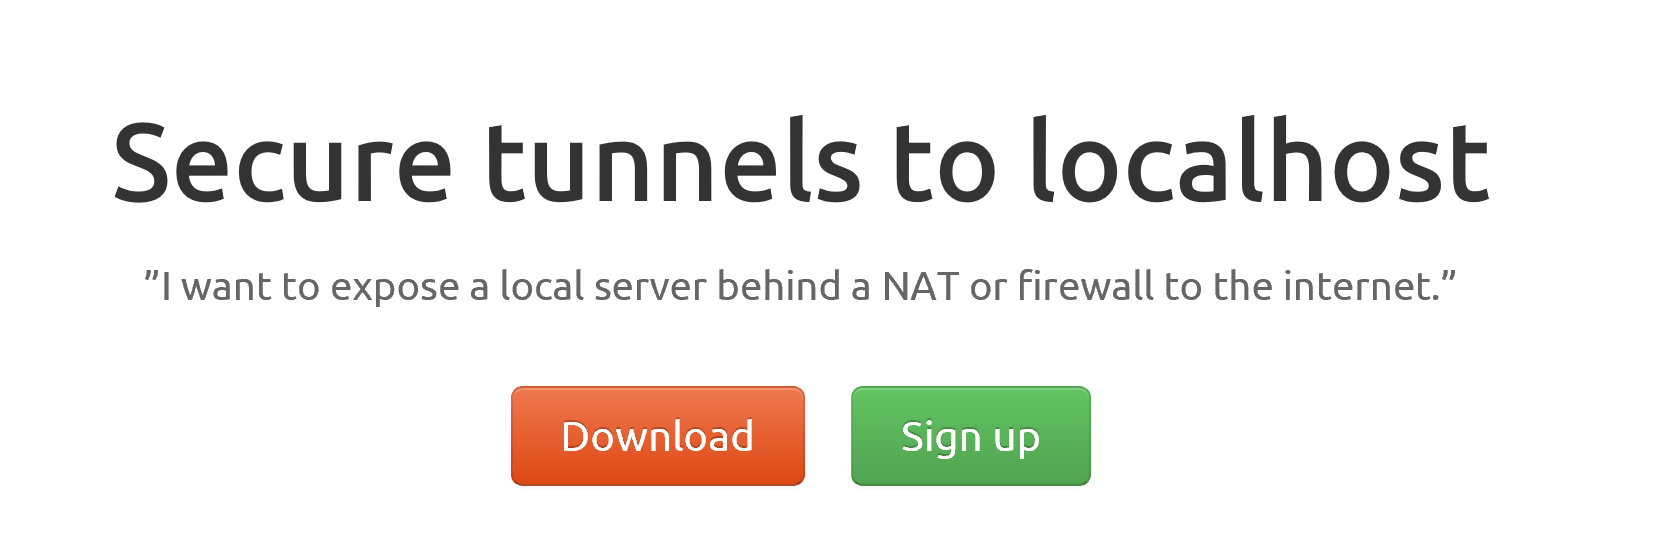 Secure tunnels to localhost
”I want to expose a local server behind a NAT or firewall to the internet.”
Download
Sign up